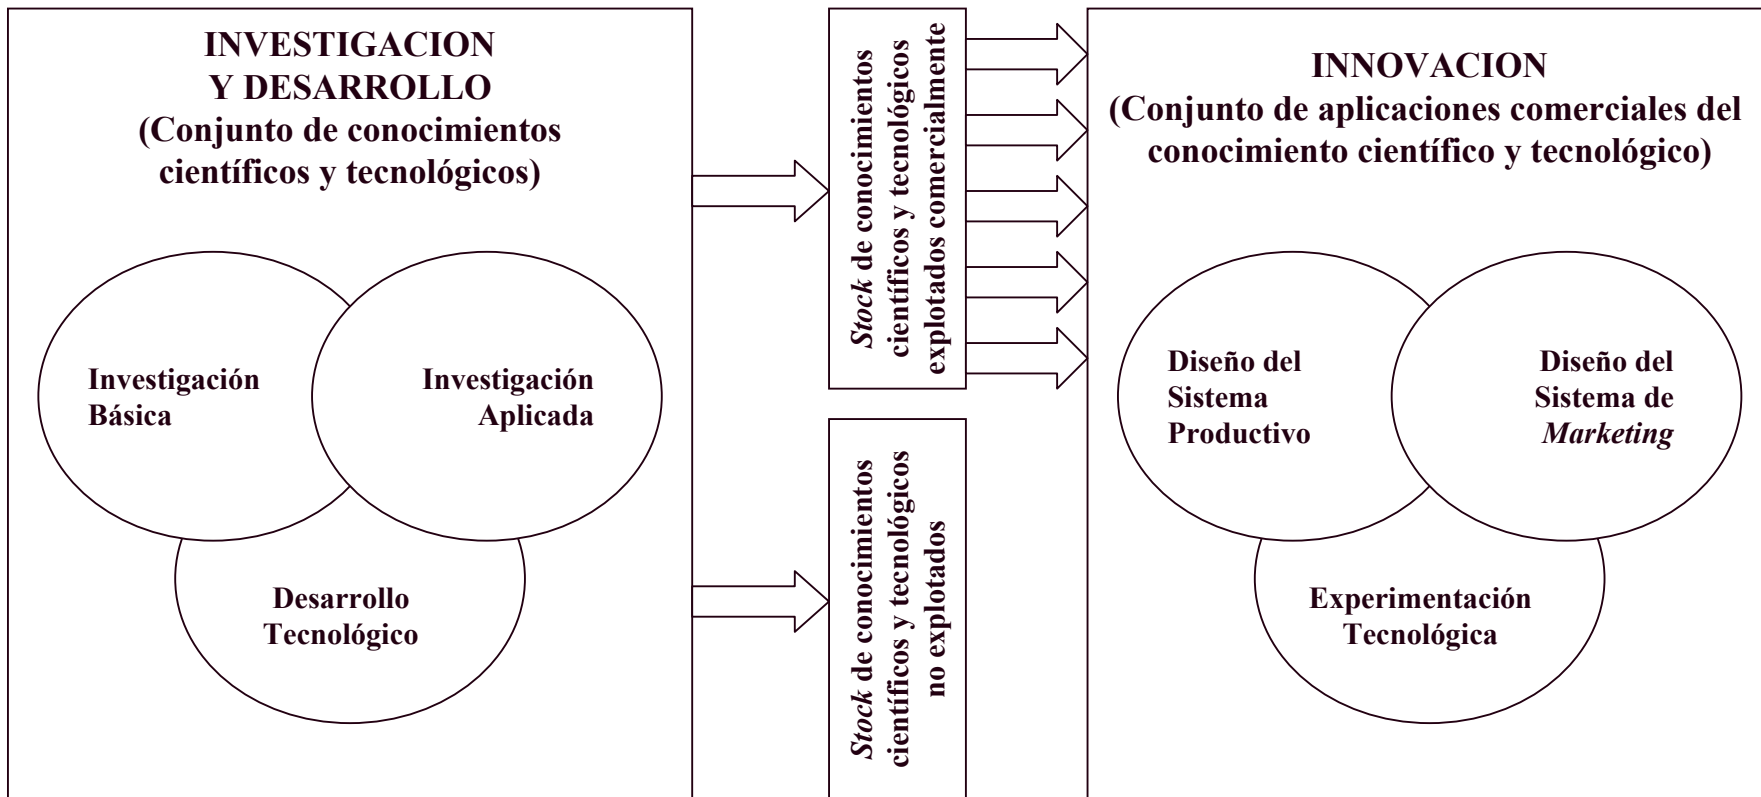 INVESTIGACION
Y DESARROLLO
(Conjunto de conocimientos
científicos y tecnológicos)
Investigación
Básica
Investigación
Aplicada
Desarrollo
Tecnológico
Stock de conocimientos
científicos y tecnológicos
explotados comercialmente
Stock de conocimientos
científicos y tecnológicos
no explotados
INNOVACION
(Conjunto de aplicaciones comerciales del
conocimiento científico y tecnológico)
Diseño del
Sistema
Productivo
Diseño del
Sistema de
Marketing
Experimentación
Tecnológica